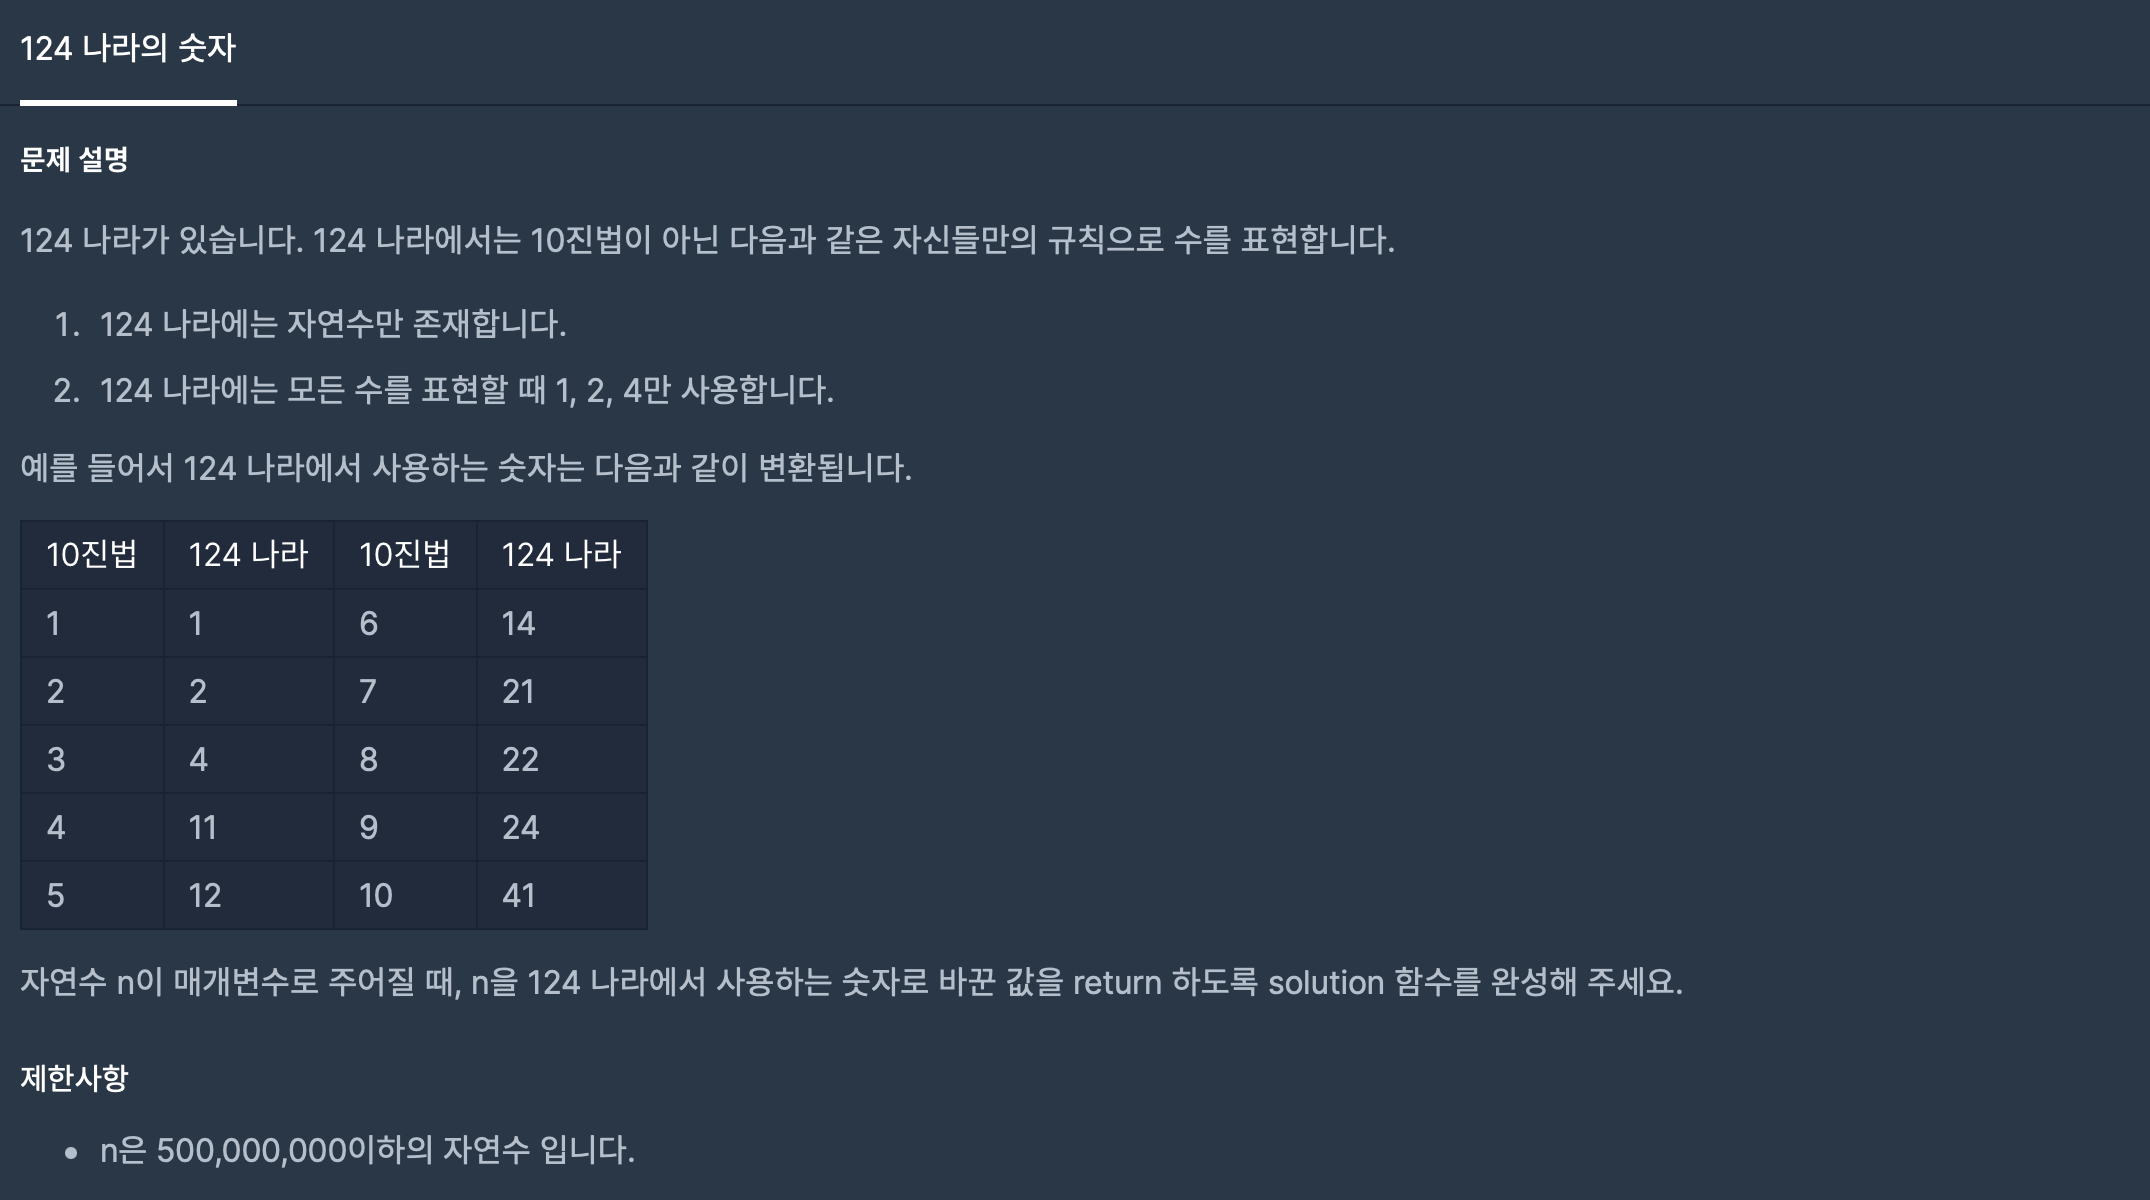 124 나라의 숫자
문제 설명
124 나라가 있습니다. 124 나라에서는 10진법이 아닌 다음과 같은 자신들만의 규칙으로 수를 표현합니다.
1. 124 나라에는 자연수만 존재합니다.
2. 124 나라에는 모든 수를 표현할 때 1, 2, 4만 사용합니다.
예를 들어서 124 나라에서 사용하는 숫자는 다음과 같이 변환됩니다.
10진법 124 나라 10진법 124 나라
1 1 6 14
2 2 7 21
3 4 8 22
4 11 9 24
5 12 10 41
자연수 n이 매개변수로 주어질 때, n을 124 나라에서 사용하는 숫자로 바꾼 값을 return 하도록 solution 함수를 완성해 주세요.
제한사항
• n은 500,000,000이하의 자연수 입니다.